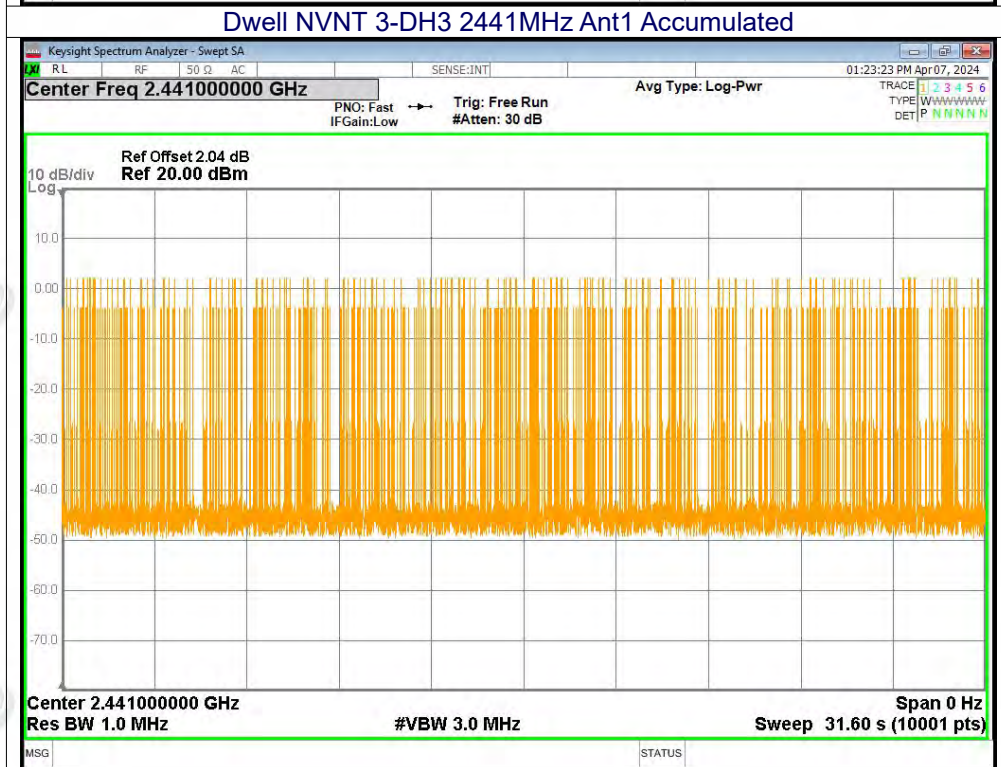 Dwell NVNT 3-DH3 2441MHz Ant1 Accumulated
Keysight Spectrum Analyzer - Swept SA
LXI RL RF 50 Ω AC SENSE:INT 01:23:23 PM Apr 07, 2024
Center Freq 2.441000000 GHz Avg Type: Log-Pwr TRACE 1 2 3 4 5 6
PNO: Fast Trig: Free Run TYPE WWWWWW
IFGain:Low #Atten: 30 dB DET P N N N N N
Ref Offset 2.04 dB
10 dB/div Ref 20.00 dBm
Log
10.0
0.00
-10.0
-20.0
-30.0
-40.0
-50.0
-60.0
-70.0
Center 2.441000000 GHz Span 0 Hz
Res BW 1.0 MHz #VBW 3.0 MHz Sweep 31.60 s (10001 pts)
MSG STATUS